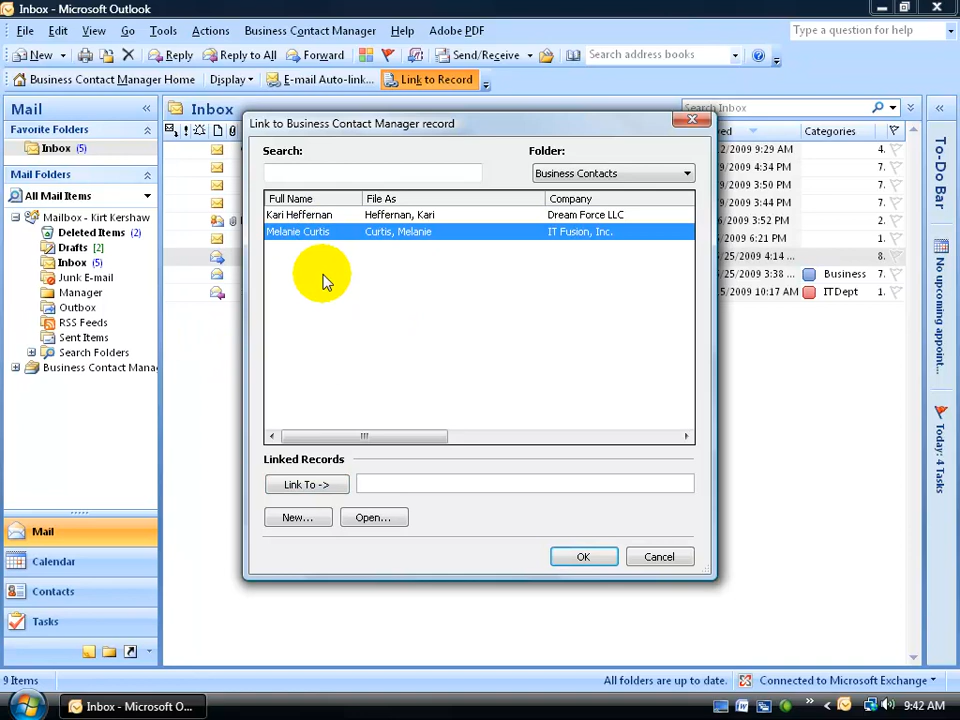 Inbox - Microsoft Outlook
File Edit View Go Tools Actions Business Contact Manager Help Adobe PDF Type a question for help
New Reply Reply to All Forward Send/Receive Search address books
Business Contact Manager Home Display E-mail Auto-link... Link to Record
Mail
Favorite Folders
Inbox (5)
Mail Folders
All Mail Items
Mailbox - Kirt Kershaw
Deleted Items (2)
Drafts [2]
Inbox (5)
Junk E-mail
Manager
Outbox
RSS Feeds
Sent Items
Search Folders
Business Contact Mana
Mail
Calendar
Contacts
Tasks
Inbox
Search Inbox
ved Categories
2/2009 9:29 AM 4.
/2009 4:34 PM 7.
/2009 3:50 PM 7.
6/2009 3:52 PM 7.
/2009 6:21 PM
/25/2009 4:14 ... 8.
/25/2009 3:38 ... Business 7.
5/2009 10:17 AM ITDept 1.
Link to Business Contact Manager record
Search: Folder:
Business Contacts
Full Name File As Company
Kari Heffernan Heffernan, Kari Dream Force LLC
Melanie Curtis Curtis, Melanie IT Fusion, Inc.
Linked Records
Link To ->
New... Open...
OK Cancel
To-Do Bar
No upcoming appoint...
Today: 4 Tasks
9 Items All folders are up to date. Connected to Microsoft Exchange
Inbox - Microsoft O... 9:42 AM